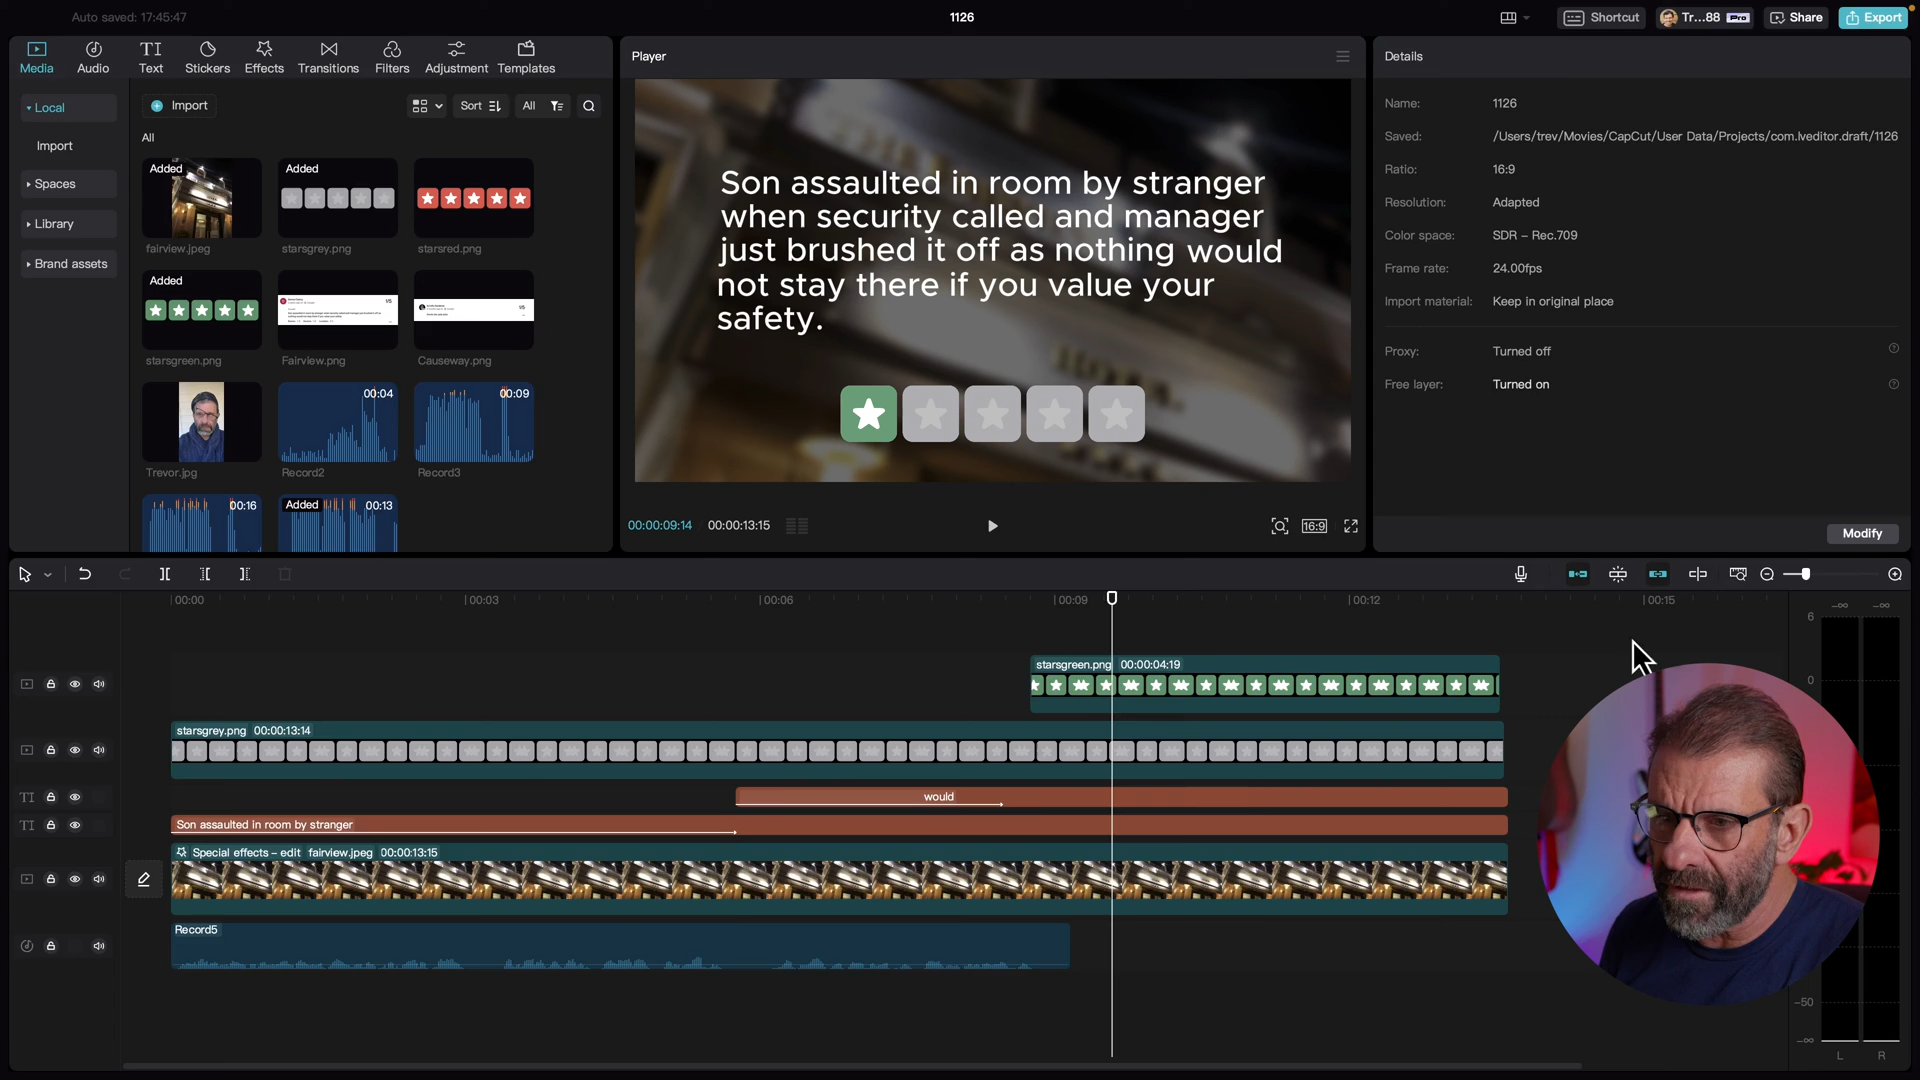 Auto saved: 17:45:47
1126
Shortcut
Tr...88
Pro
Share
Export
Media
Audio
Text
Stickers
Effects
Transitions
Filters
Adjustment
Templates
Local
Import
Spaces
Library
Brand assets
Import
Sort
All
All
Added
fairview.jpeg
Added
starsgrey.png
starsred.png
Added
starsgreen.png
Fairview.png
Causeway.png
Trevor.jpg
00:04
Record2
00:09
Record3
00:16
Added
00:13
Player
Son assaulted in room by stranger
when security called and manager
just brushed it off as nothing would
not stay there if you value your
safety.
00:00:09:14
00:00:13:15
16:9
Details
Name: 1126
Saved: /Users/trev/Movies/CapCut/User Data/Projects/com.lveditor.draft/1126
Ratio: 16:9
Resolution: Adapted
Color space: SDR – Rec.709
Frame rate: 24.00fps
Import material: Keep in original place
Proxy: Turned off
Free layer: Turned on
Modify
00:00
00:03
00:06
00:09
00:12
00:15
starsgreen.png 00:00:04:19
starsgrey.png 00:00:13:14
TI
would
TI
Son assaulted in room by stranger
Special effects – edit fairview.jpeg 00:00:13:15
Record5
-∞ -∞
6
0
-50
-∞
L R